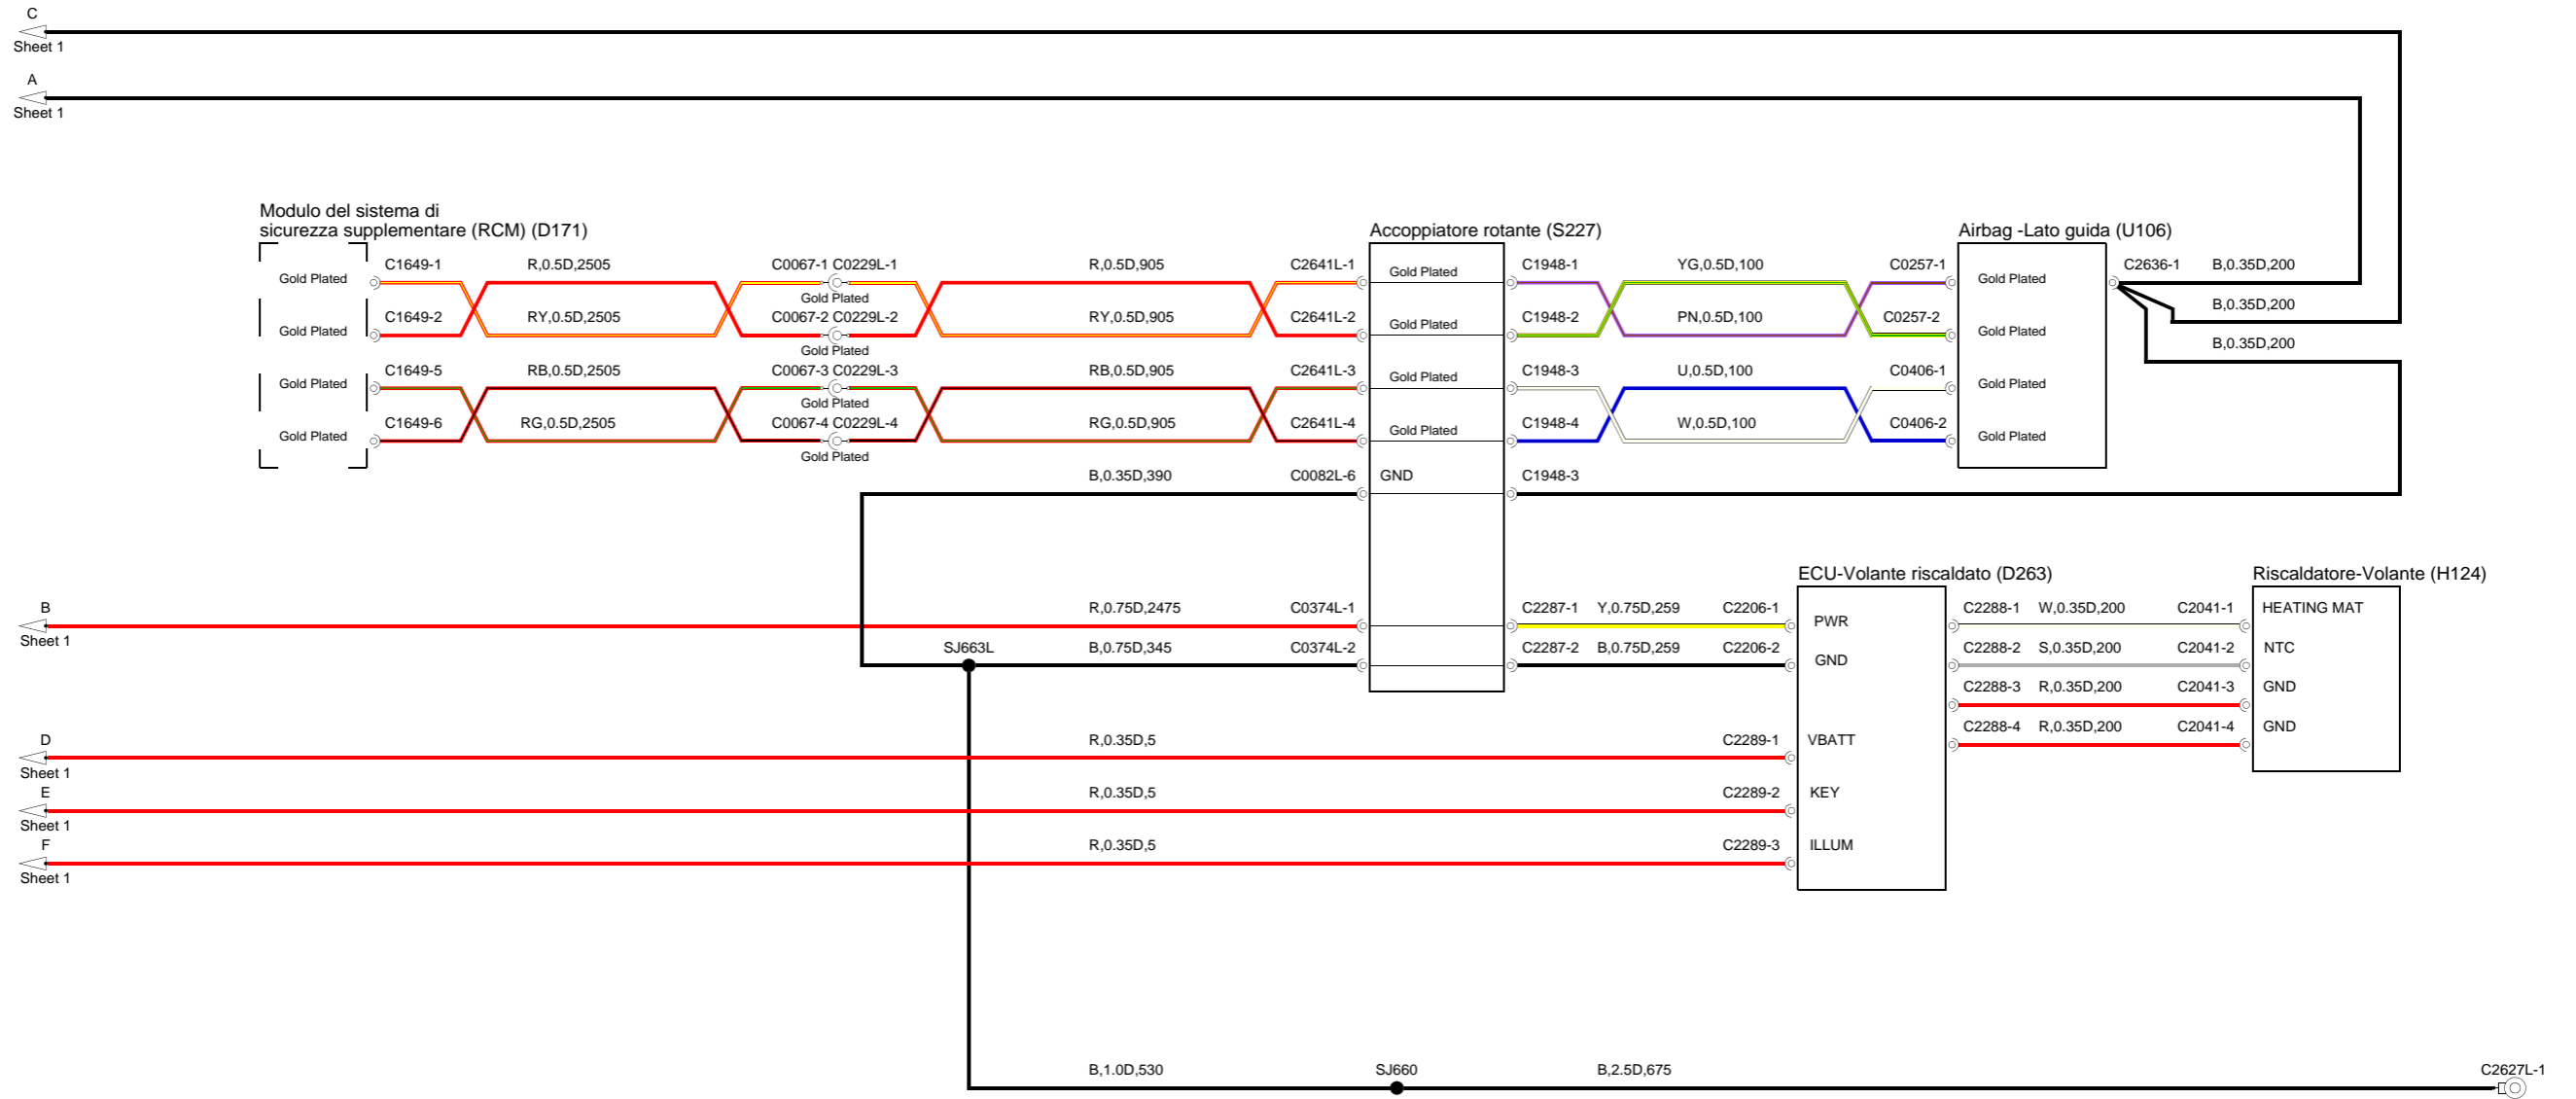 C
Sheet 1
A
Sheet 1
Modulo del sistema di
sicurezza supplementare (RCM) (D171)
Accoppiatore rotante (S227)
Airbag -Lato guida (U106)
Gold Plated C1649-1 R,0.5D,2505 C0067-1 C0229L-1 R,0.5D,905 C2641L-1 Gold Plated C1948-1 YG,0.5D,100 C0257-1 Gold Plated C2636-1 B,0.35D,200
Gold Plated
B,0.35D,200
Gold Plated C1649-2 RY,0.5D,2505 C0067-2 C0229L-2 RY,0.5D,905 C2641L-2 Gold Plated C1948-2 PN,0.5D,100 C0257-2 Gold Plated
B,0.35D,200
Gold Plated
Gold Plated C1649-5 RB,0.5D,2505 C0067-3 C0229L-3 RB,0.5D,905 C2641L-3 Gold Plated C1948-3 U,0.5D,100 C0406-1 Gold Plated
Gold Plated
Gold Plated C1649-6 RG,0.5D,2505 C0067-4 C0229L-4 RG,0.5D,905 C2641L-4 Gold Plated C1948-4 W,0.5D,100 C0406-2 Gold Plated
Gold Plated
B,0.35D,390 C0082L-6 GND C1948-3
ECU-Volante riscaldato (D263)
Riscaldatore-Volante (H124)
B R,0.75D,2475 C0374L-1 C2287-1 Y,0.75D,259 C2206-1 PWR C2288-1 W,0.35D,200 C2041-1 HEATING MAT
Sheet 1
SJ663L B,0.75D,345 C0374L-2 C2287-2 B,0.75D,259 C2206-2 GND C2288-2 S,0.35D,200 C2041-2 NTC
C2288-3 R,0.35D,200 C2041-3 GND
C2288-4 R,0.35D,200 C2041-4 GND
D R,0.35D,5 C2289-1 VBATT
Sheet 1
E R,0.35D,5 C2289-2 KEY
Sheet 1
F R,0.35D,5 C2289-3 ILLUM
Sheet 1
B,1.0D,530 SJ660 B,2.5D,675 C2627L-1